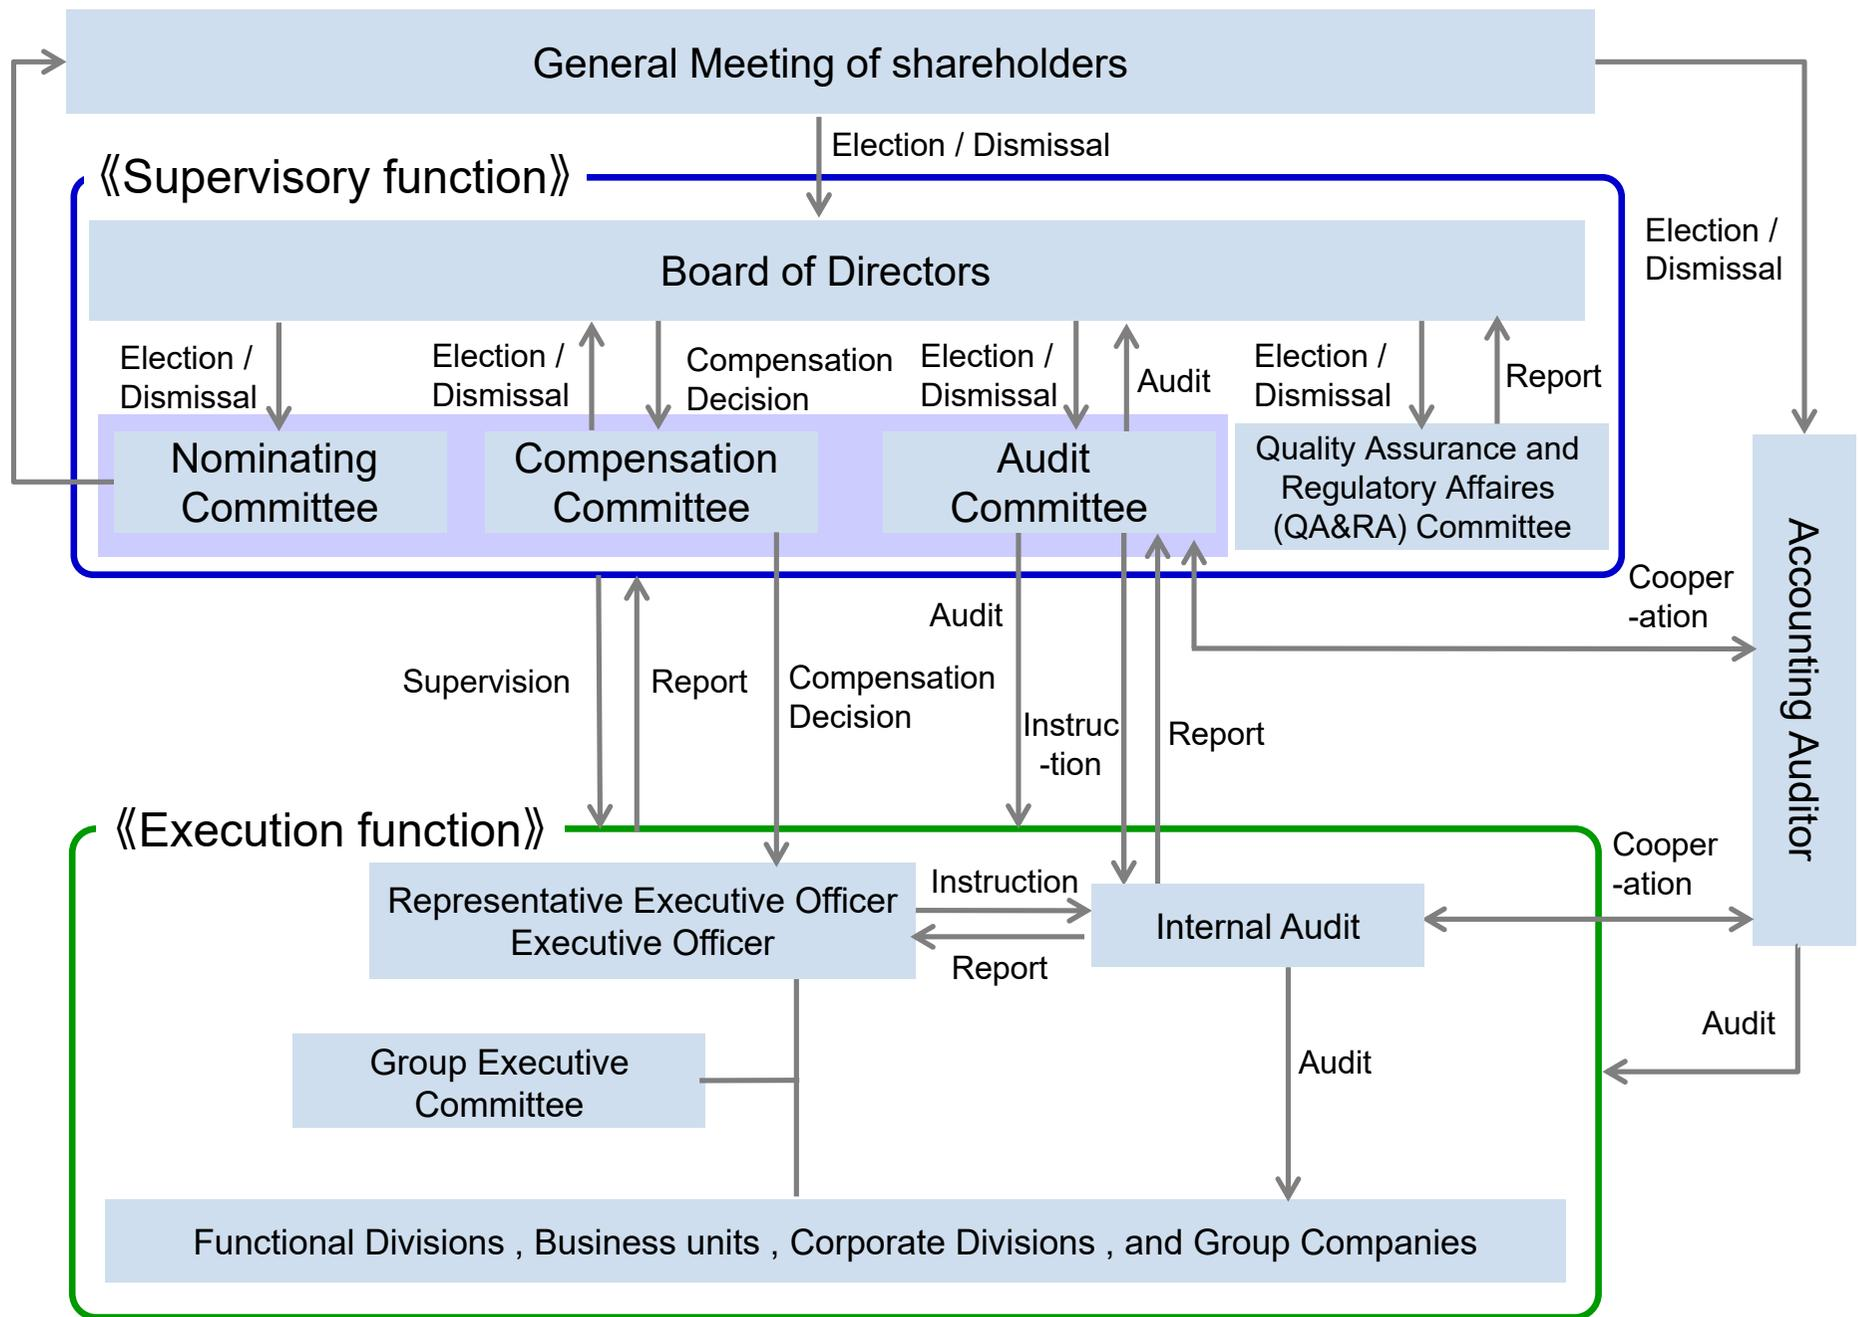 General Meeting of shareholders
Election / Dismissal
《Supervisory function》
Election /
Dismissal
Board of Directors
Election /
Dismissal
Election /
Dismissal
Compensation
Decision
Election /
Dismissal
Audit
Election /
Dismissal
Report
Nominating
Committee
Compensation
Committee
Audit
Committee
Quality Assurance and
Regulatory Affaires
(QA&RA) Committee
Accounting Auditor
Cooper
-ation
Supervision
Report
Compensation
Decision
Audit
Instruc
-tion
Report
《Execution function》
Representative Executive Officer
Executive Officer
Instruction
Report
Internal Audit
Cooper
-ation
Audit
Group Executive
Committee
Audit
Functional Divisions , Business units , Corporate Divisions , and Group Companies